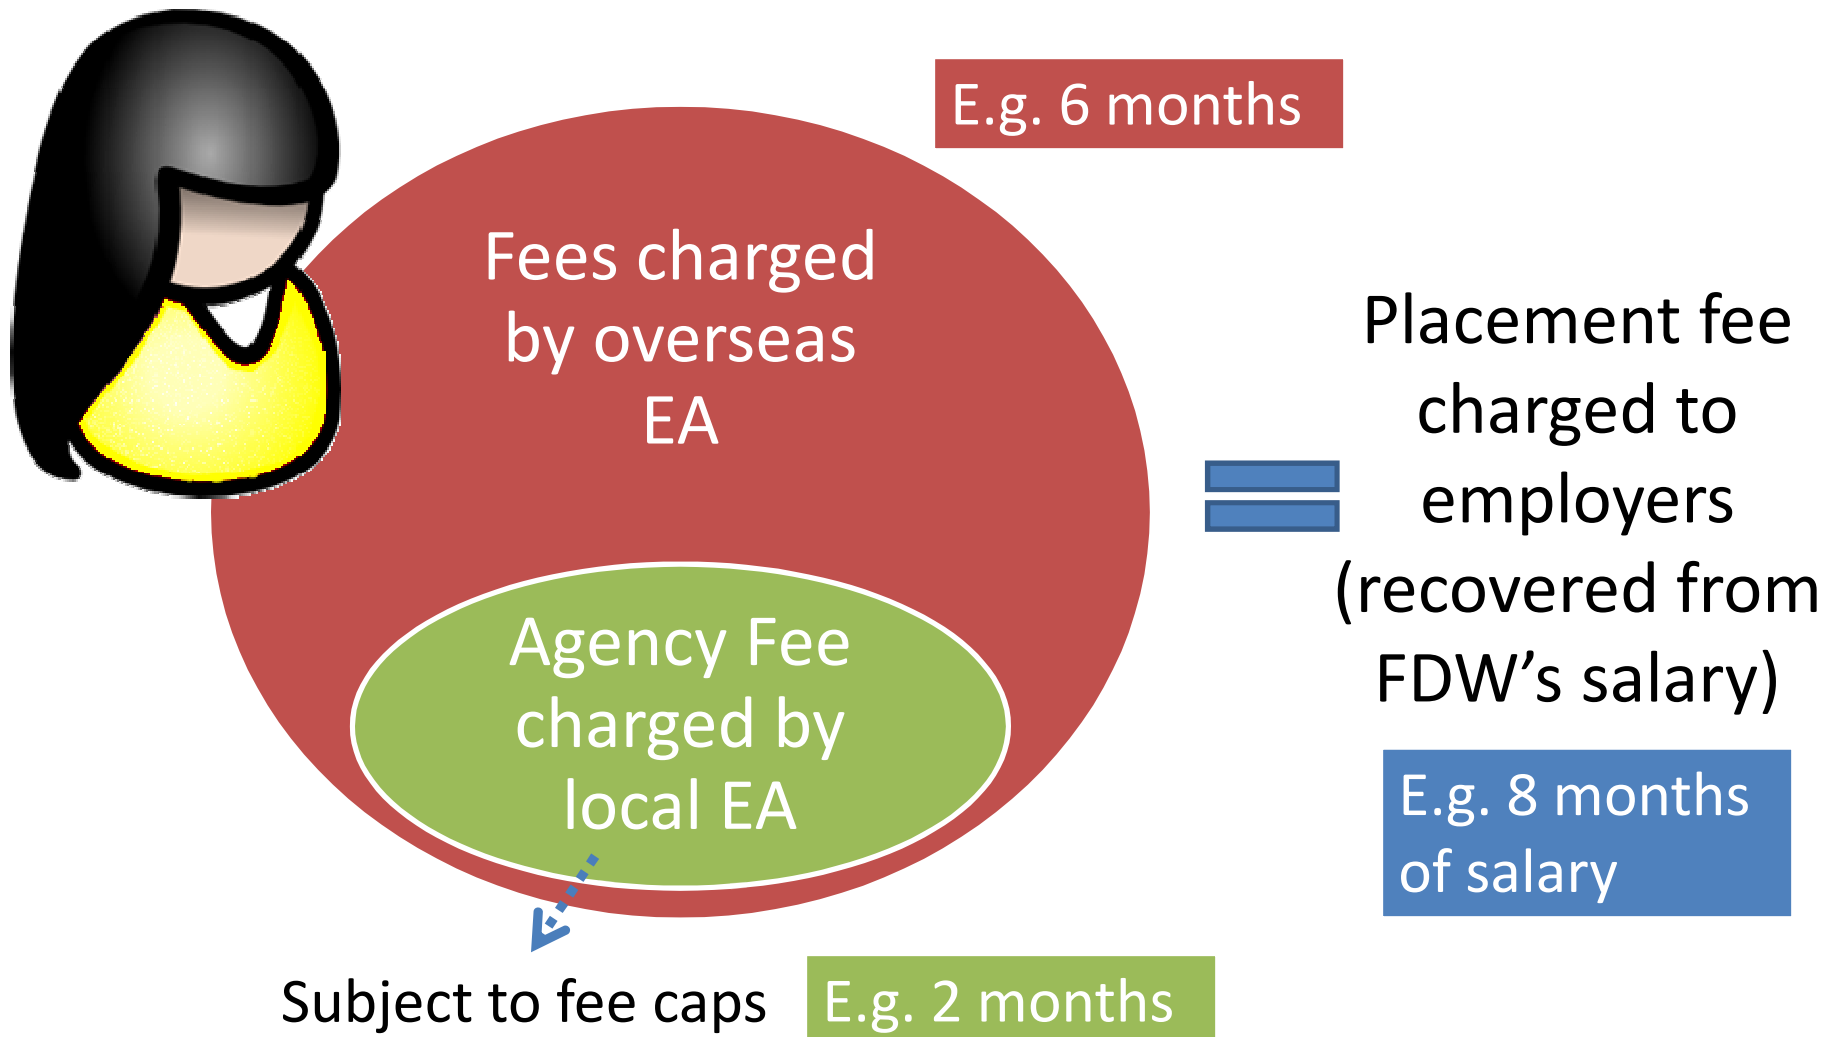 E.g. 6 months
Fees charged
by overseas
EA
Agency Fee
charged by
local EA
Subject to fee caps
E.g. 2 months
Placement fee
charged to
employers
(recovered from
FDW’s salary)
E.g. 8 months
of salary